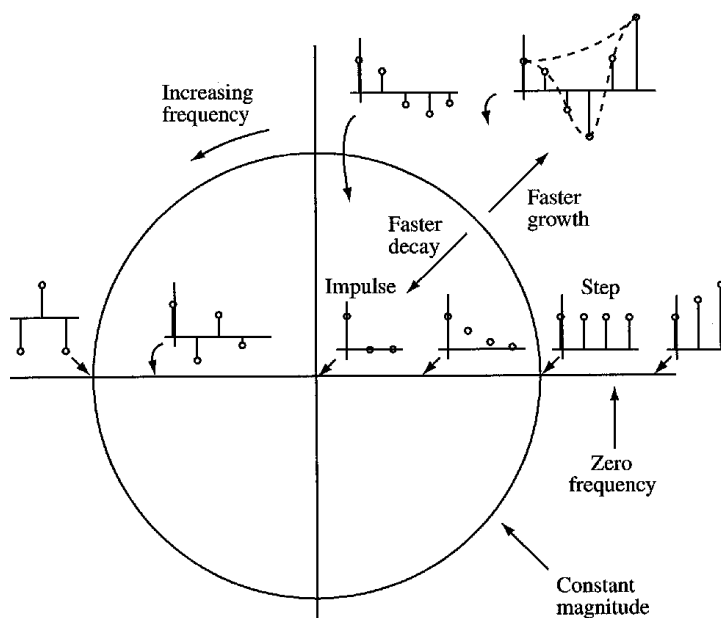 Increasing
frequency
Faster
growth
Faster
decay
Impulse
Step
Zero
frequency
Constant
magnitude